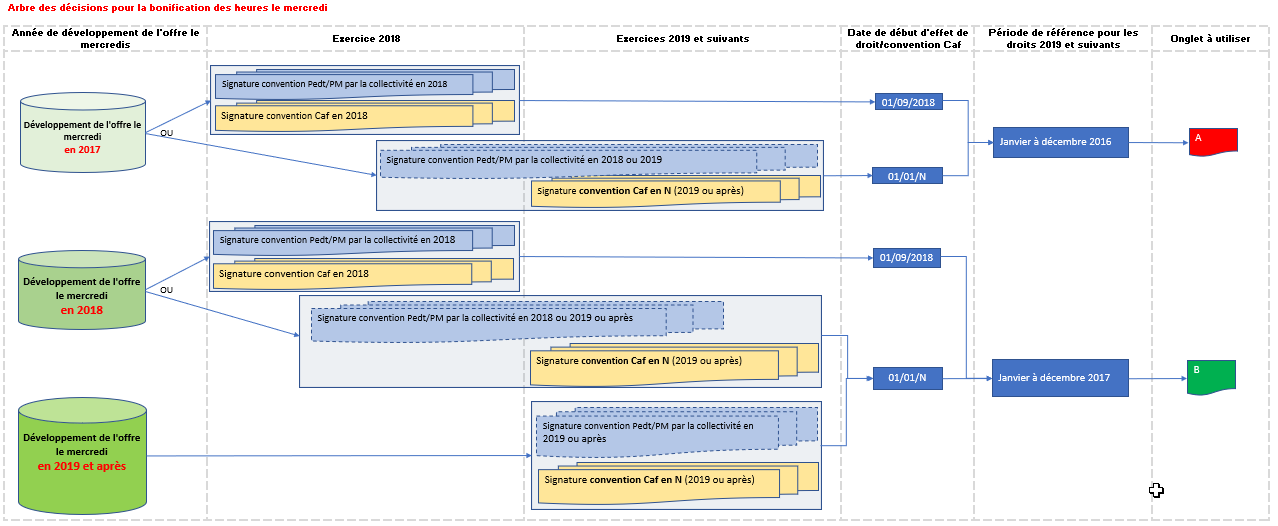 Arbre des décisions pour la bonification des heures le mercredi
Année de développement de l'offre le
mercredis
Exercice 2018
Exercices 2019 et suivants
Date de début d'effet de
droit/convention Caf
Période de référence pour les
droits 2019 et suivants
Onglet à utiliser
Développement de l'offre le
mercredi
en 2017
OU
Signature convention Pedt/PM par la collectivité en 2018
Signature convention Caf en 2018
01/09/2018
Signature convention Pedt/PM par la collectivité en 2018 ou 2019
Signature convention Caf en N (2019 ou après)
01/01/N
Janvier à décembre 2016
A
Développement de l'offre
le mercredi
en 2018
OU
Signature convention Pedt/PM par la collectivité en 2018
Signature convention Caf en 2018
01/09/2018
Signature convention Pedt/PM par la collectivité en 2018 ou 2019 ou après
Signature convention Caf en N (2019 ou après)
01/01/N
Janvier à décembre 2017
B
Développement de l'offre
le mercredi
en 2019 et après
Signature convention Pedt/PM par la collectivité en
2019 ou après
Signature convention Caf en N (2019 ou après)